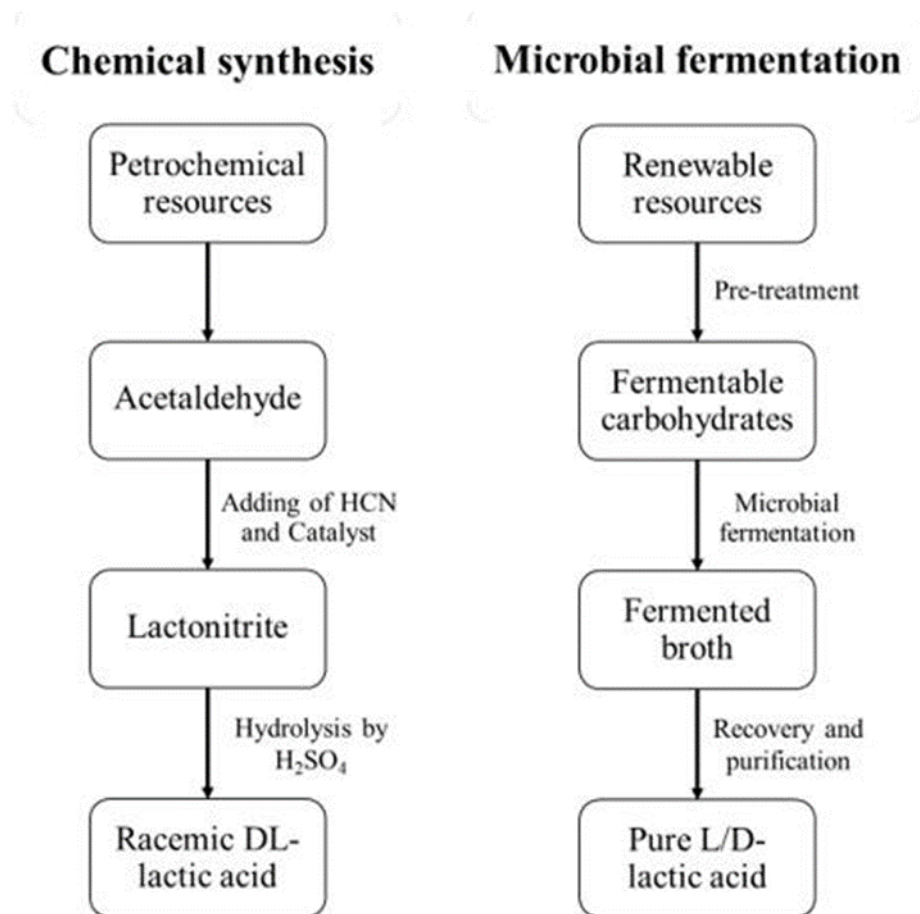 Chemical synthesis
Petrochemical
resources
Acetaldehyde
Adding of HCN
and Catalyst
Lactonitrite
Hydrolysis by
H₂SO₄
Racemic DL-
lactic acid
Microbial fermentation
Renewable
resources
Pre-treatment
Fermentable
carbohydrates
Microbial
fermentation
Fermented
broth
Recovery and
purification
Pure L/D-
lactic acid